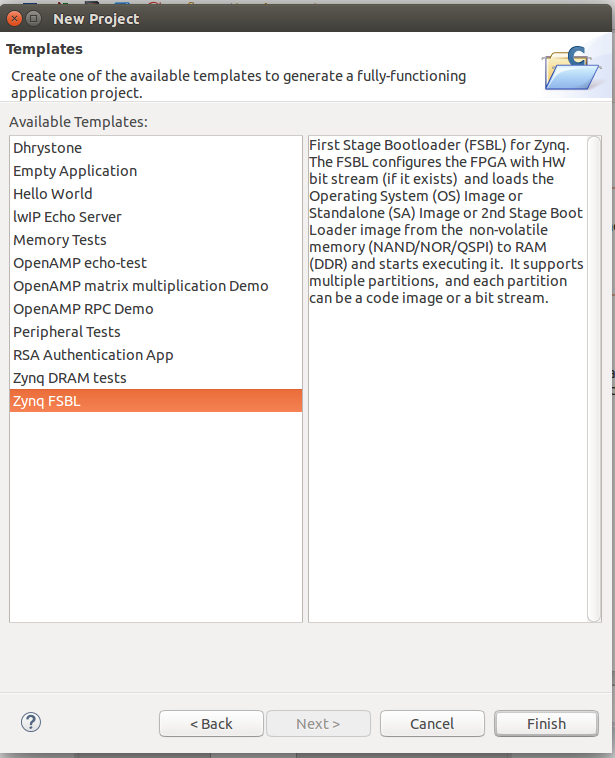 New Project
Templates
Create one of the available templates to generate a fully-functioning
application project.
Available Templates:
Dhrystone
Empty Application
Hello World
lwIP Echo Server
Memory Tests
OpenAMP echo-test
OpenAMP matrix multiplication Demo
OpenAMP RPC Demo
Peripheral Tests
RSA Authentication App
Zynq DRAM tests
Zynq FSBL
First Stage Bootloader (FSBL) for Zynq.
The FSBL configures the FPGA with HW
bit stream (if it exists)  and loads the
Operating System (OS) Image or
Standalone (SA) Image or 2nd Stage Boot
Loader image from the  non-volatile
memory (NAND/NOR/QSPI) to RAM
(DDR) and starts executing it.  It supports
multiple partitions,  and each partition
can be a code image or a bit stream.
?
< Back
Next >
Cancel
Finish